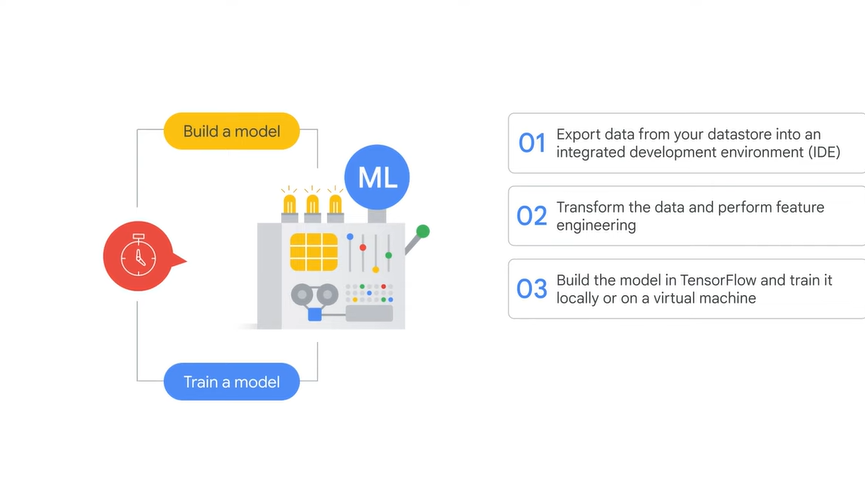 Build a model
ML
Train a model
01 Export data from your datastore into an
integrated development environment (IDE)
02 Transform the data and perform feature
engineering
03 Build the model in TensorFlow and train it
locally or on a virtual machine